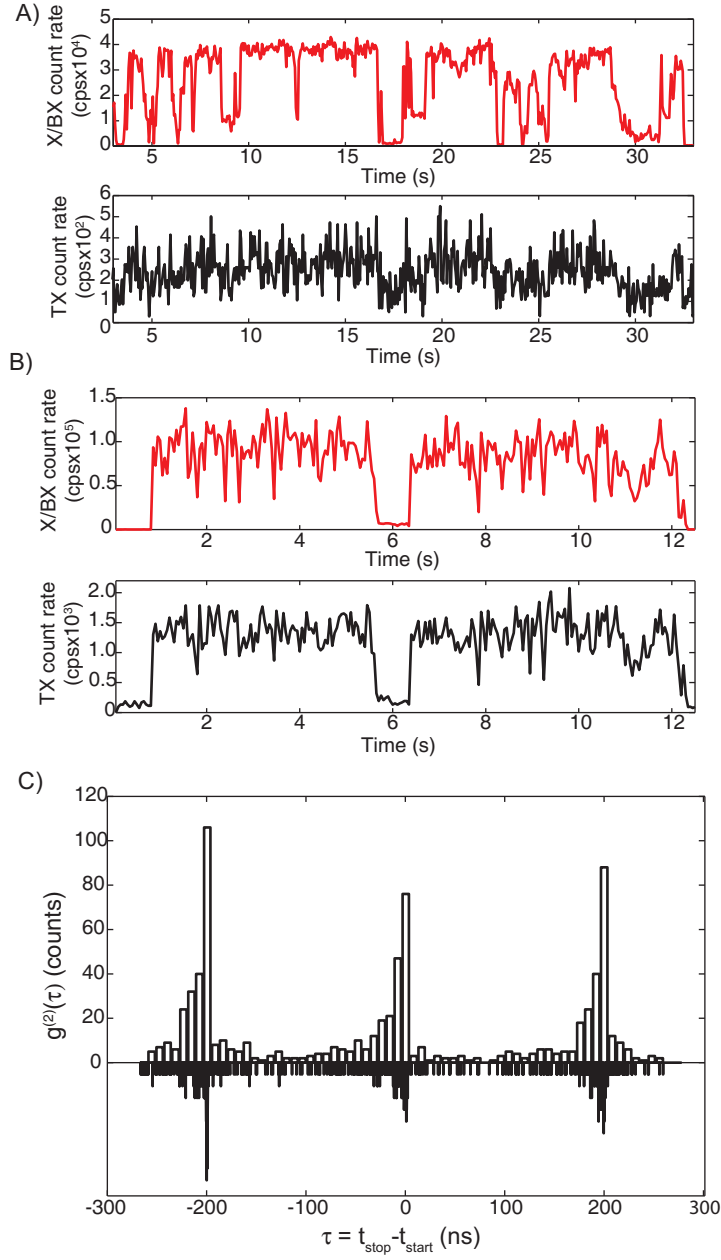 A)
X/BX count rate
(cpsx10⁴)
5
4
3
2
1
0
5 10 15 20 25 30
Time (s)
TX count rate
(cpsx10²)
6
5
4
3
2
1
0
5 10 15 20 25 30
Time (s)
B)
X/BX count rate
(cpsx10⁵)
1.5
1.0
0.5
0
2 4 6 8 10 12
Time (s)
TX count rate
(cpsx10³)
2.0
1.5
1.0
0.5
0
2 4 6 8 10 12
Time (s)
C)
g⁽²⁾(τ) (counts)
120
100
80
60
40
20
0
-300 -200 -100 0 100 200 300
τ = t_stop-t_start (ns)